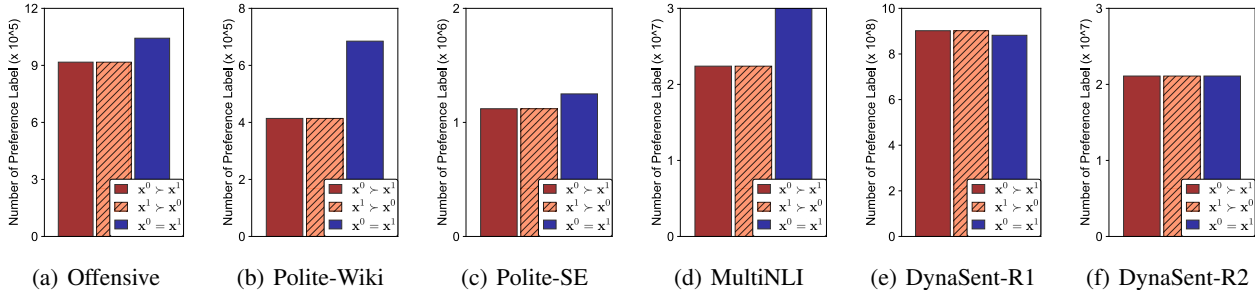 Number of Preference Label (x 10^5)
12
9
6
3
0
x⁰ ≻ x¹
x¹ ≻ x⁰
x⁰ = x¹
(a) Offensive
Number of Preference Label (x 10^5)
8
6
4
2
0
x⁰ ≻ x¹
x¹ ≻ x⁰
x⁰ = x¹
(b) Polite-Wiki
Number of Preference Label (x 10^6)
2
1
0
x⁰ ≻ x¹
x¹ ≻ x⁰
x⁰ = x¹
(c) Polite-SE
Number of Preference Label (x 10^7)
3
2
1
0
x⁰ ≻ x¹
x¹ ≻ x⁰
x⁰ = x¹
(d) MultiNLI
Number of Preference Label (x 10^8)
10
8
6
4
2
0
x⁰ ≻ x¹
x¹ ≻ x⁰
x⁰ = x¹
(e) DynaSent-R1
Number of Preference Label (x 10^7)
3
2
1
0
x⁰ ≻ x¹
x¹ ≻ x⁰
x⁰ = x¹
(f) DynaSent-R2